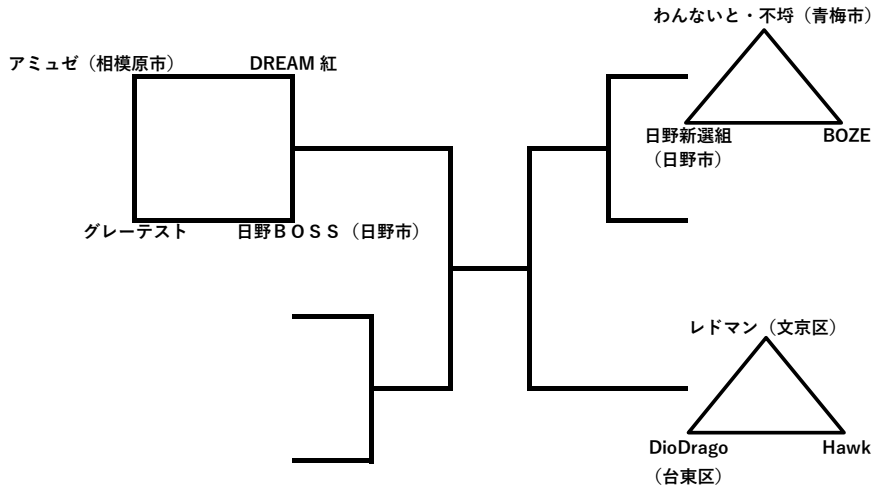 わんないと・不埒（青梅市）
アミュゼ（相模原市）
DREAM 紅
日野新選組
（日野市）
BOZE
グレーテスト
日野ＢＯＳＳ（日野市）
レドマン（文京区）
DioDrago
（台東区）
Hawk